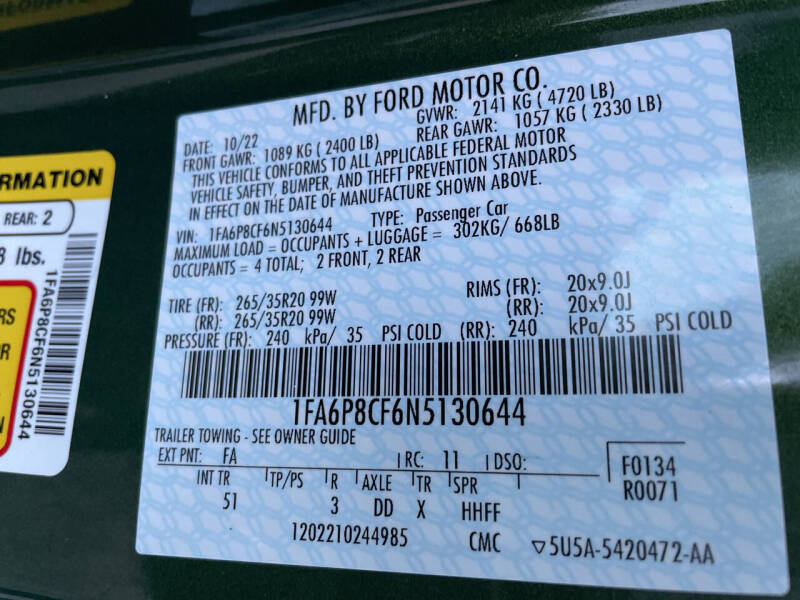 MFD. BY FORD MOTOR CO.
DATE: 10/22 GVWR: 2141 KG ( 4720 LB)
FRONT GAWR: 1089 KG ( 2400 LB) REAR GAWR: 1057 KG ( 2330 LB)
THIS VEHICLE CONFORMS TO ALL APPLICABLE FEDERAL MOTOR
VEHICLE SAFETY, BUMPER, AND THEFT PREVENTION STANDARDS
IN EFFECT ON THE DATE OF MANUFACTURE SHOWN ABOVE.
VIN: 1FA6P8CF6N5130644 TYPE: Passenger Car
MAXIMUM LOAD = OCCUPANTS + LUGGAGE = 302KG/ 668LB
OCCUPANTS = 4 TOTAL; 2 FRONT, 2 REAR
TIRE (FR): 265/35R20 99W RIMS (FR): 20x9.0J
(RR): 265/35R20 99W (RR): 20x9.0J
PRESSURE (FR): 240 kPa/ 35 PSI COLD (RR): 240 kPa/ 35 PSI COLD
1FA6P8CF6N5130644
TRAILER TOWING - SEE OWNER GUIDE
EXT PNT: FA RC: 11 DSO: F0134
INT TR TP/PS R AXLE TR SPR R0071
51 3 DD X HHFF
1202210244985 CMC ▽5U5A-5420472-AA
RMATION
REAR: 2
lbs.
1FA6P8CF6N5130644
RS